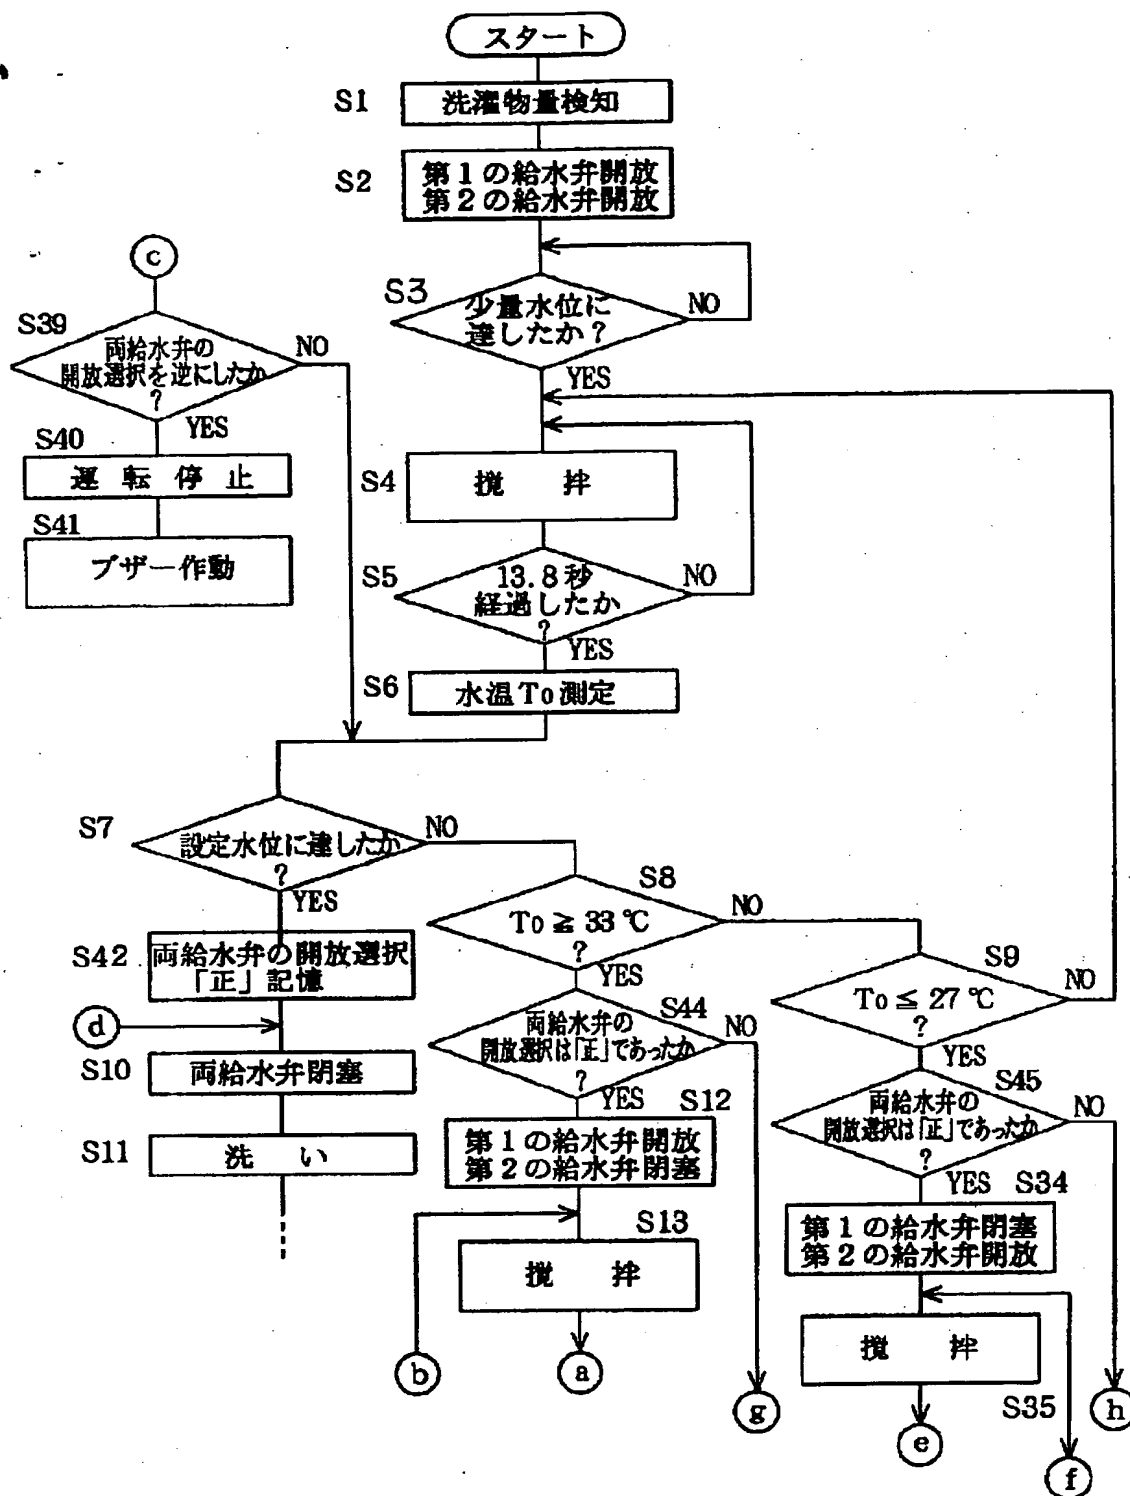 スタート
S1
洗濯物量検知
S2
第1の給水弁開放
第2の給水弁開放
c
S3
少量水位に
達したか?
NO
YES
S39
両給水弁の
開放選択を逆にしたか
?
NO
YES
S40
運 転 停 止
S41
ブザー作動
S4
撹 拌
S5
13.8秒
経過したか
?
NO
YES
S6
水温T0測定
S7
設定水位に達したか
?
NO
YES
S8
T0≧33℃
?
NO
YES
S9
T0≦27℃
?
NO
YES
S42
両給水弁の開放選択
「正」記憶
d
S10
両給水弁閉塞
S11
洗 い
S44
両給水弁の
開放選択は「正」であったか
?
NO
YES
S12
第1の給水弁開放
第2の給水弁閉塞
S13
撹 拌
b
a
g
S45
両給水弁の
開放選択は「正」であったか
?
NO
YES
S34
第1の給水弁閉塞
第2の給水弁開放
撹 拌
S35
e
f
h